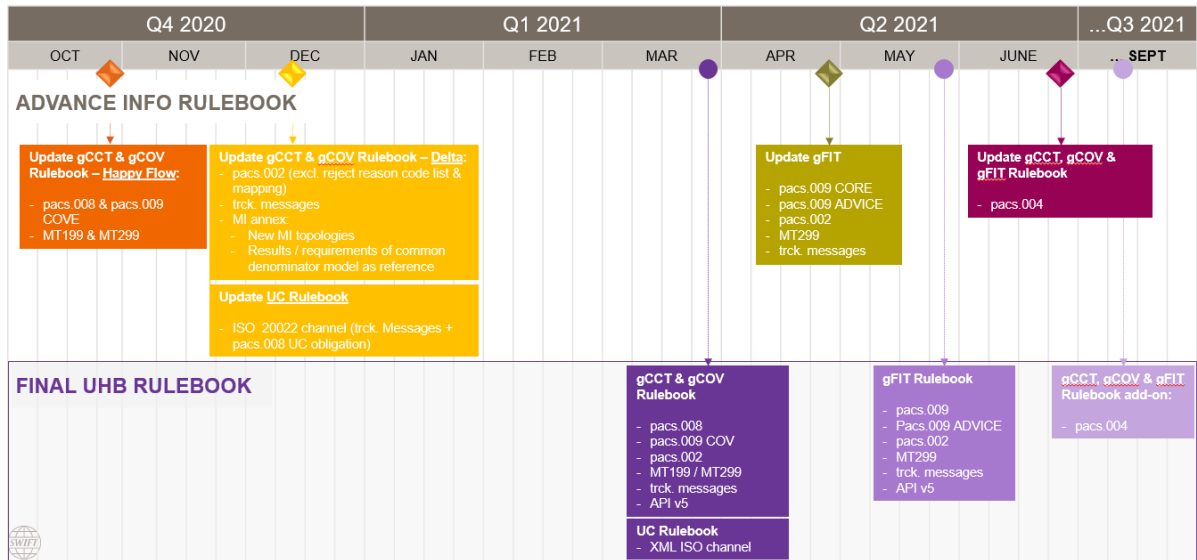 Q4 2020
Q1 2021
Q2 2021
...Q3 2021
OCT
NOV
DEC
JAN
FEB
MAR
APR
MAY
JUNE
... SEPT
ADVANCE INFO RULEBOOK
Update gCCT & gCOV
Rulebook – Happy Flow:
- pacs.008 & pacs.009
COVE
- MT199 & MT299
Update gCCT & gCOV Rulebook – Delta:
- pacs.002 (excl. reject reason code list &
mapping)
- trck. messages
- MI annex:
- New MI topologies
- Results / requirements of common
denominator model as reference
Update UC Rulebook
- ISO 20022 channel (trck. Messages +
pacs.008 UC obligation)
Update gFIT
- pacs.009 CORE
- pacs.009 ADVICE
- pacs.002
- MT299
- trck. messages
Update gCCT, gCOV &
gFIT Rulebook
- pacs.004
FINAL UHB RULEBOOK
gCCT & gCOV
Rulebook
- pacs.008
- pacs.009 COV
- pacs.002
- MT199 / MT299
- trck. messages
- API v5
UC Rulebook
- XML ISO channel
gFIT Rulebook
- pacs.009
- Pacs.009 ADVICE
- pacs.002
- MT299
- trck. messages
- API v5
gCCT, gCOV & gFIT
Rulebook add-on:
- pacs.004
SWIFT